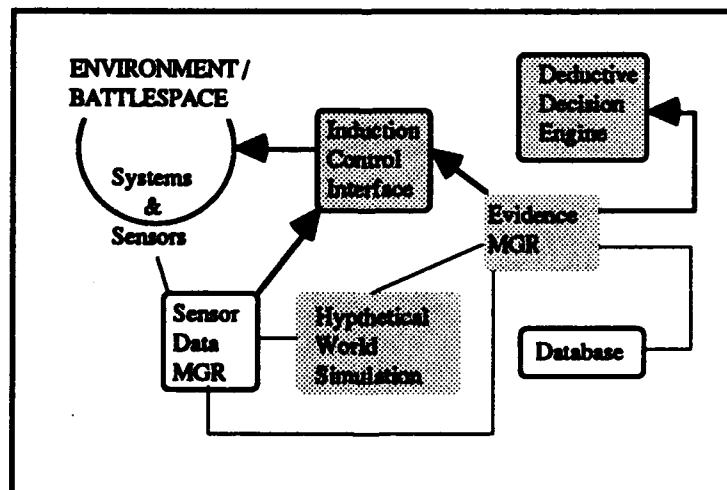 ENVIRONMENT /
BATTLESPACE
Systems
&
Sensors
Induction
Control
Interface
Deductive
Decision
Engine
Evidence
MGR
Sensor
Data
MGR
Hypthetical
World
Simulation
Database